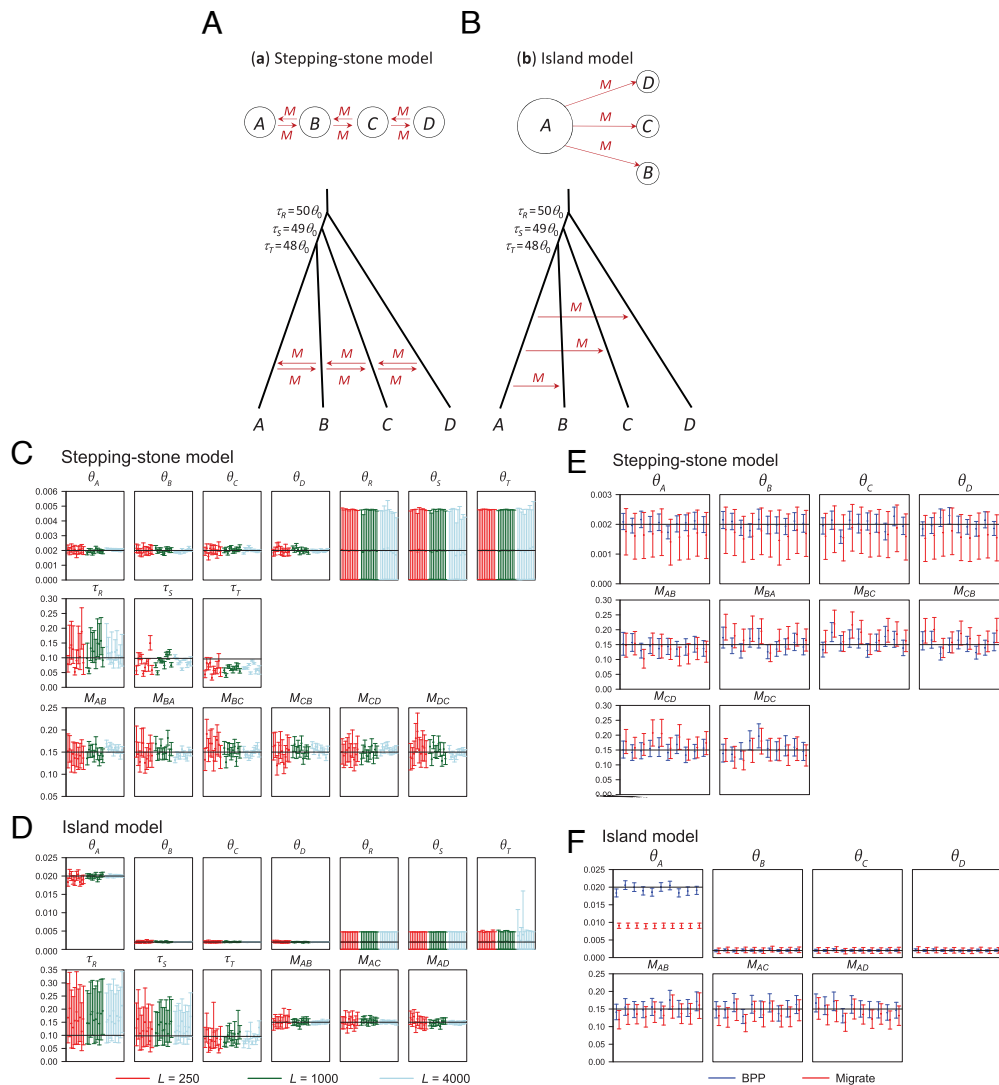 A
B
(a) Stepping-stone model
(b) Island model
A M M B M M C M M D
A M D
M C
M B
τR=50θ0
τS=49θ0
τT=48θ0
τR=50θ0
τS=49θ0
τT=48θ0
M M M
M M M
M
M
M
A B C D
A B C D
C Stepping-stone model
θA θB θC θD θR θS θT
0.006
0.005
0.004
0.003
0.002
0.001
0.000
τR τS τT
0.30
0.25
0.20
0.15
0.10
0.05
0.00
MAB MBA MBC MCB MCD MDC
0.25
0.20
0.15
0.10
0.05
D Island model
θA θB θC θD θR θS θT
0.025
0.020
0.015
0.010
0.005
0.000
τR τS τT MAB MAC MAD
0.35
0.30
0.25
0.20
0.15
0.10
0.05
0.00
L = 250 L = 1000 L = 4000
E Stepping-stone model
θA θB θC θD
0.003
0.002
0.001
0.000
MAB MBA MBC MCB
0.30
0.25
0.20
0.15
0.10
0.05
0.00
MCD MDC
0.30
0.25
0.20
0.15
0.10
0.05
0.00
F Island model
θA θB θC θD
0.025
0.020
0.015
0.010
0.005
0.000
MAB MAC MAD
0.25
0.20
0.15
0.10
0.05
0.00
BPP Migrate